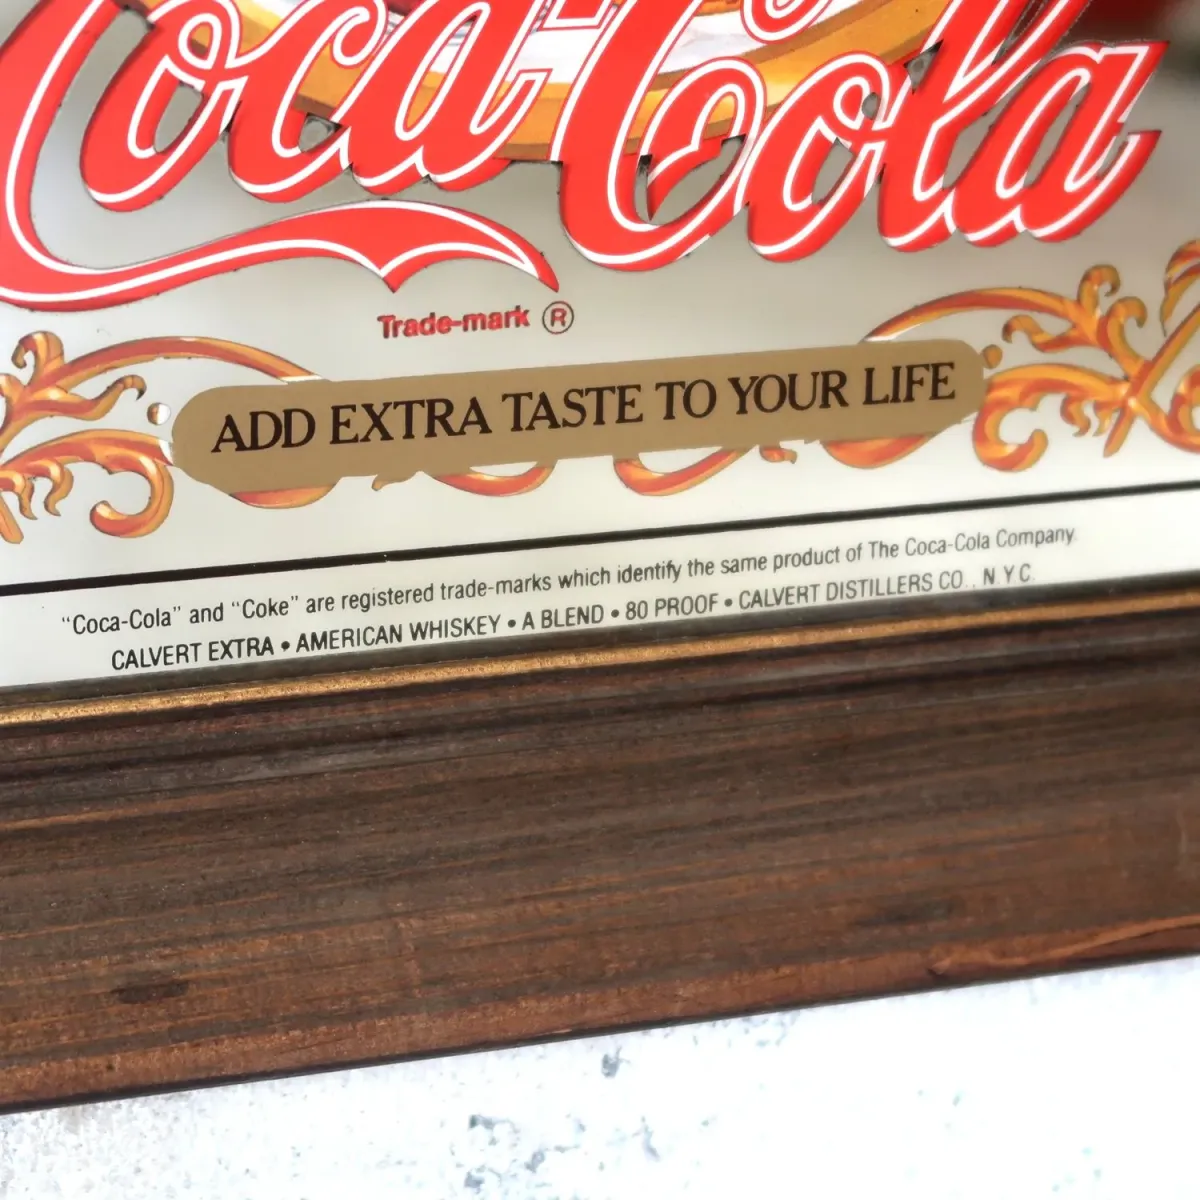 Coca-Cola
Trade-mark ®
ADD EXTRA TASTE TO YOUR LIFE
"Coca-Cola" and "Coke" are registered trade-marks which identify the same product of The Coca-Cola Company.
CALVERT EXTRA • AMERICAN WHISKEY • A BLEND • 80 PROOF • CALVERT DISTILLERS CO., N.Y.C.